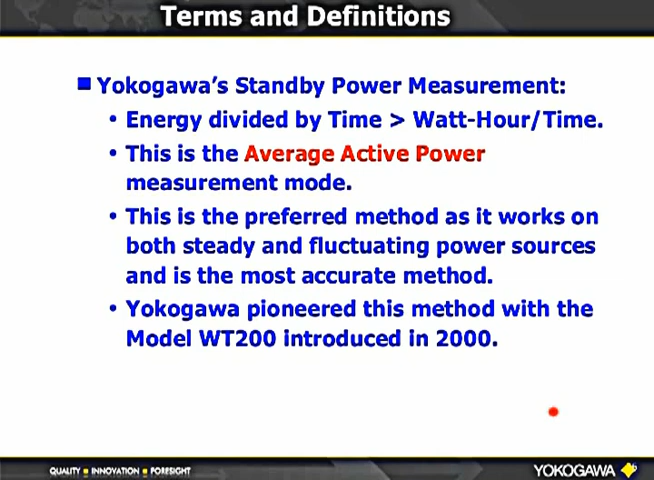 Terms and Definitions
Yokogawa's Standby Power Measurement:
• Energy divided by Time > Watt-Hour/Time.
• This is the Average Active Power
measurement mode.
• This is the preferred method as it works on
both steady and fluctuating power sources
and is the most accurate method.
• Yokogawa pioneered this method with the
Model WT200 introduced in 2000.
QUALITY ■ INNOVATION ■ FORESIGHT
YOKOGAWA